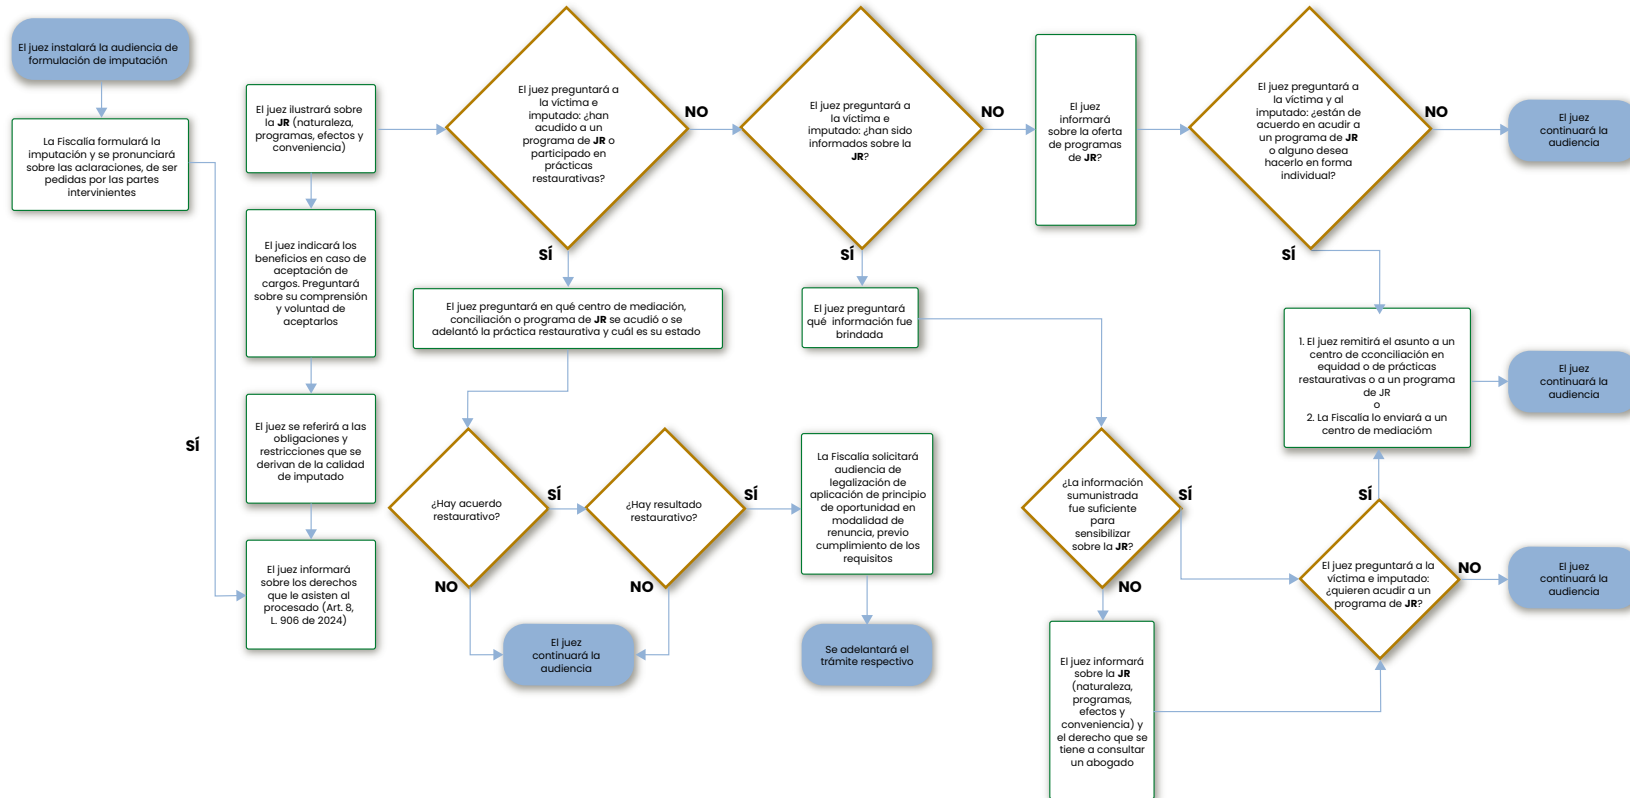 El juez instalará la audiencia de
formulación de imputación
La Fiscalía formulará la
imputación y se pronunciará
sobre las aclaraciones, de ser
pedidas por las partes
intervinientes
SÍ
El juez ilustrará sobre
la JR (naturaleza,
programas, efectos y
conveniencia)
El juez indicará los
beneficios en caso de
aceptación de
cargos. Preguntará
sobre su comprensión
y voluntad de
aceptarlos
El juez se referirá a las
obligaciones y
restricciones que se
derivan de la calidad
de imputado
El juez informará
sobre los derechos
que le asisten al
procesado (Art. 8,
L. 906 de 2024)
El juez preguntará a
la víctima e
imputado: ¿han
acudido a un
programa de JR o
participado en
prácticas
restaurativas?
NO
SÍ
El juez preguntará en qué centro de mediación,
conciliación o programa de JR se acudió o se
adelantó la práctica restaurativa y cuál es su estado
¿Hay acuerdo
restaurativo?
SÍ
NO
¿Hay resultado
restaurativo?
SÍ
NO
El juez
continuará la
audiencia
La Fiscalía solicitará
audiencia de
legalización de
aplicación de principio
de oportunidad en
modalidad de
renuncia, previo
cumplimiento de los
requisitos
Se adelantará el
trámite respectivo
El juez preguntará a
la víctima e
imputado: ¿han sido
informados sobre la
JR?
NO
SÍ
El juez preguntará
qué información fue
brindada
El juez
informará
sobre la oferta
de programas
de JR?
¿La información
sumunistrada
fue suficiente
para
sensibilizar
sobre la JR?
SÍ
NO
El juez informará
sobre la JR
(naturaleza,
programas,
efectos y
conveniencia) y
el derecho que se
tiene a consultar
un abogado
El juez preguntará a
la víctima y al
imputado: ¿están de
acuerdo en acudir a
un programa de JR
o alguno desea
hacerlo en forma
individual?
NO
SÍ
El juez
continuará la
audiencia
1. El juez remitirá el asunto a un
centro de cconciliación en
equidad o de prácticas
restaurativas o a un programa
de JR
o
2. La Fiscalía lo enviará a un
centro de mediacióm
El juez
continuará la
audiencia
SÍ
El juez preguntará a la
víctima e imputado:
¿quieren acudir a un
programa de JR?
NO
El juez
continuará la
audiencia